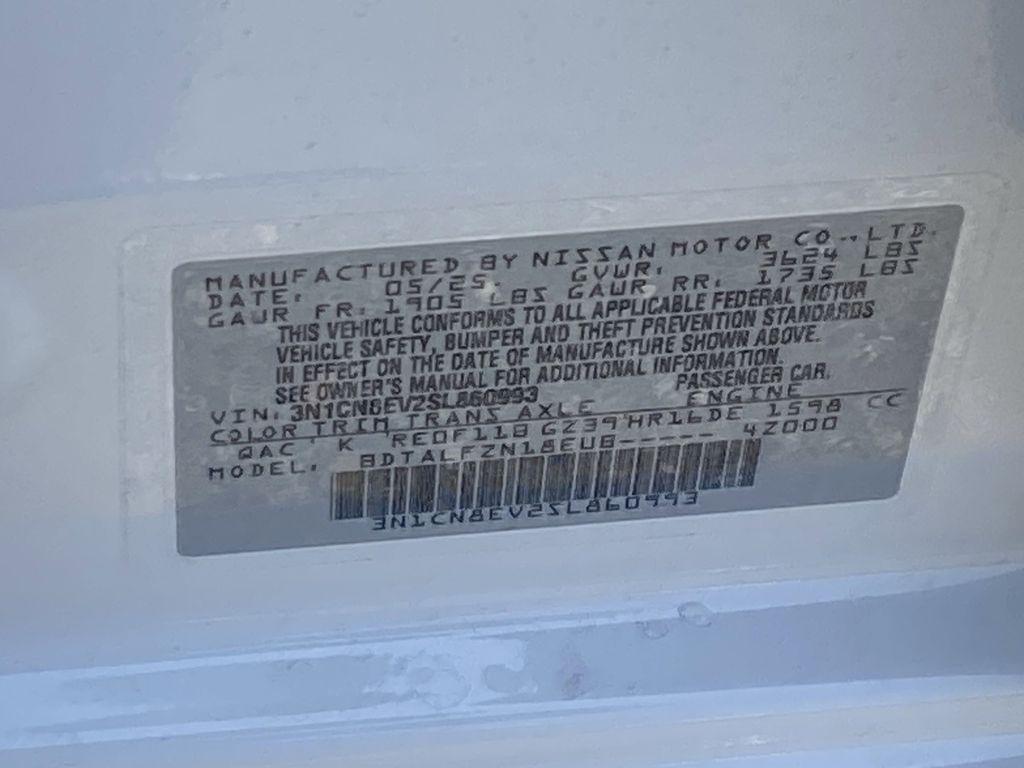 MANUFACTURED BY NISSAN MOTOR CO.,LTD.
DATE: 05/25. GVWR: 3624 LBS
GAWR FR: 1905 LBS GAWR RR: 1735 LBS
THIS VEHICLE CONFORMS TO ALL APPLICABLE FEDERAL MOTOR
VEHICLE SAFETY, BUMPER AND THEFT PREVENTION STANDARDS
IN EFFECT ON THE DATE OF MANUFACTURE SHOWN ABOVE.
SEE OWNER'S MANUAL FOR ADDITIONAL INFORMATION.
VIN: 3N1CN8EV2SL860993 PASSENGER CAR.
COLOR TRIM TRANS AXLE ENGINE
QAC K RE0F11B GZ39 HR16DE 1598 CC
MODEL: BDTALFZN18EUB----- 4Z000
3N1CN8EV2SL860993